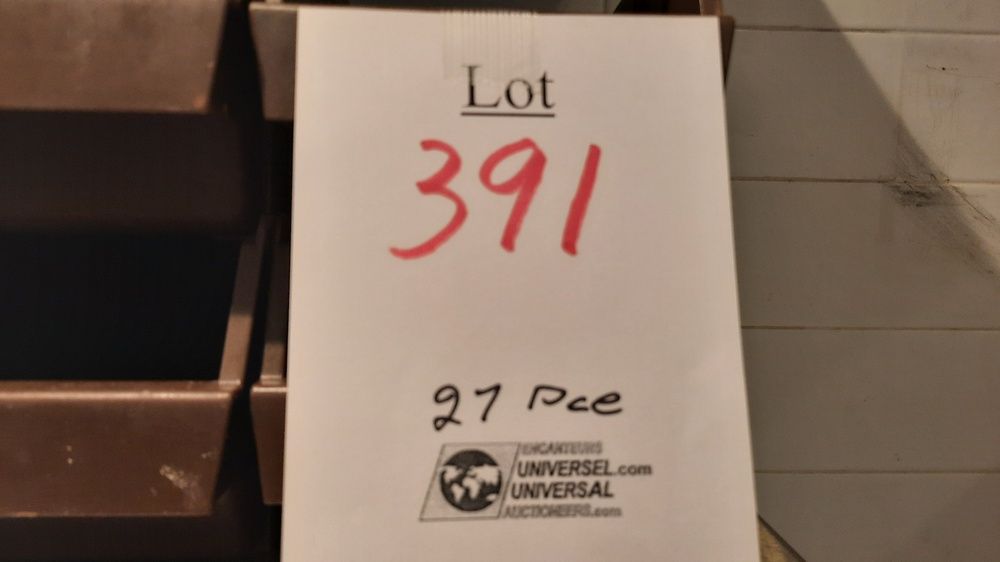 Lot
391
27 Pce
ENCANTEURS
UNIVERSEL.com
UNIVERSAL
AUCTIONEERS.com